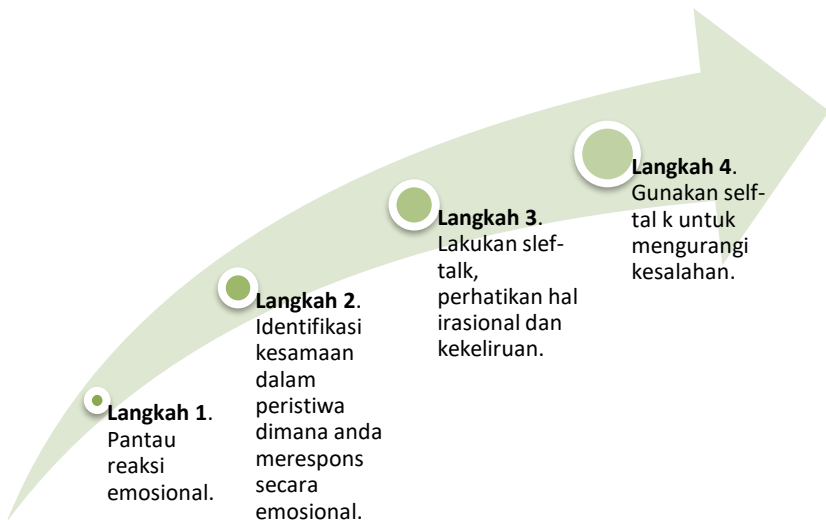 Langkah 1.
Pantau
reaksi
emosional.
Langkah 2.
Identifikasi
kesamaan
dalam
peristiwa
dimana anda
merespons
secara
emosional.
Langkah 3.
Lakukan slef-
talk,
perhatikan hal
irasional dan
kekeliruan.
Langkah 4.
Gunakan self-
tal k untuk
mengurangi
kesalahan.